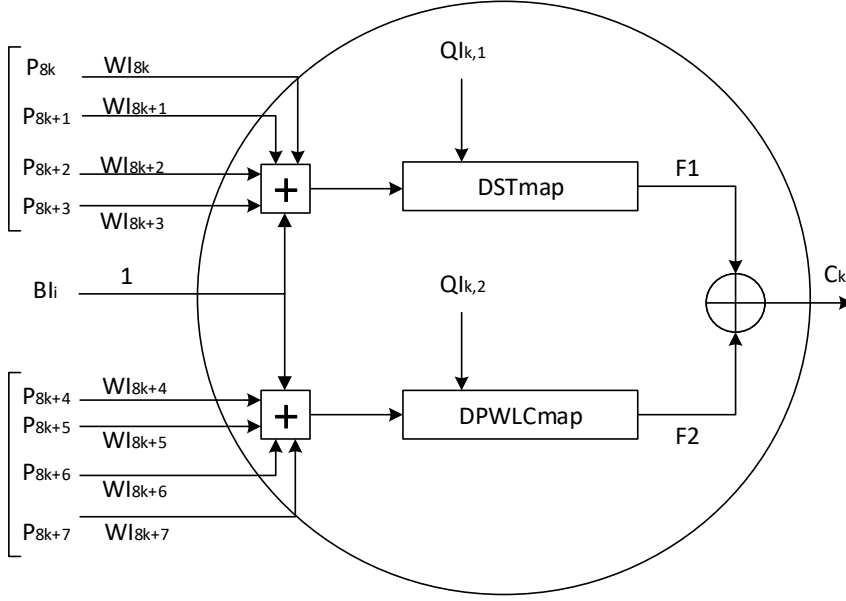 P8k WI8k
P8k+1 WI8k+1
P8k+2 WI8k+2
P8k+3 WI8k+3
BIi 1
P8k+4 WI8k+4
P8k+5 WI8k+5
P8k+6 WI8k+6
P8k+7 WI8k+7
+
+
QIk,1
DSTmap
F1
QIk,2
DPWLCmap
F2
Ck